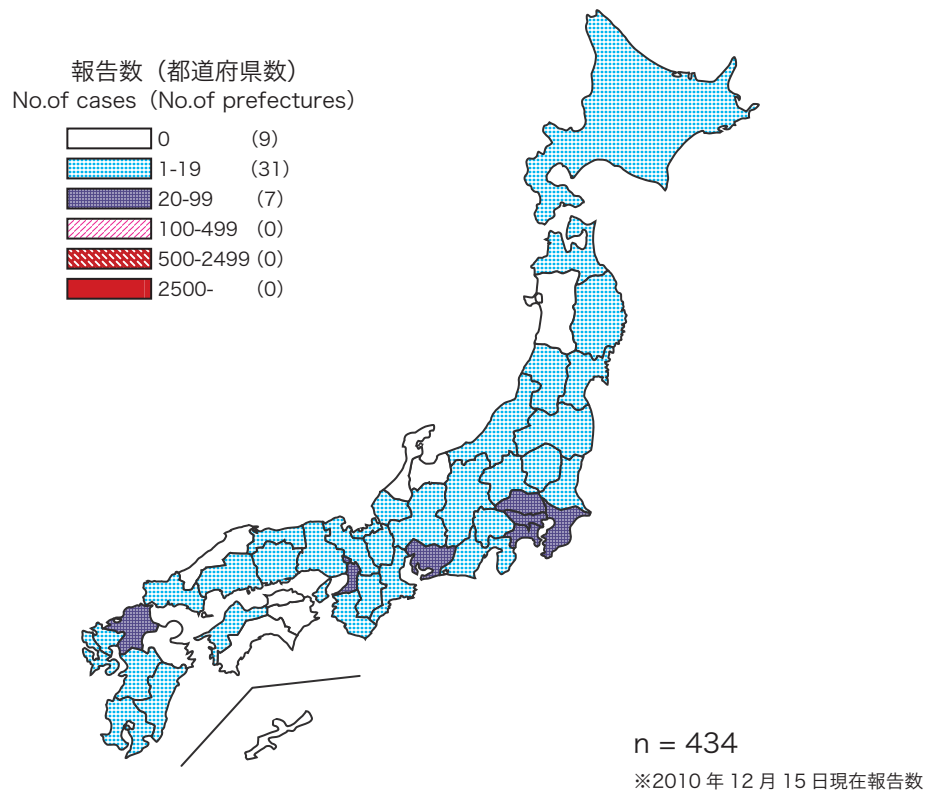 報告数（都道府県数）
No.of cases（No.of prefectures）
0 （9）
1-19 （31）
20-99 （7）
100-499 （0）
500-2499（0）
2500- （0）
n = 434
※2010 年 12 月 15 日現在報告数